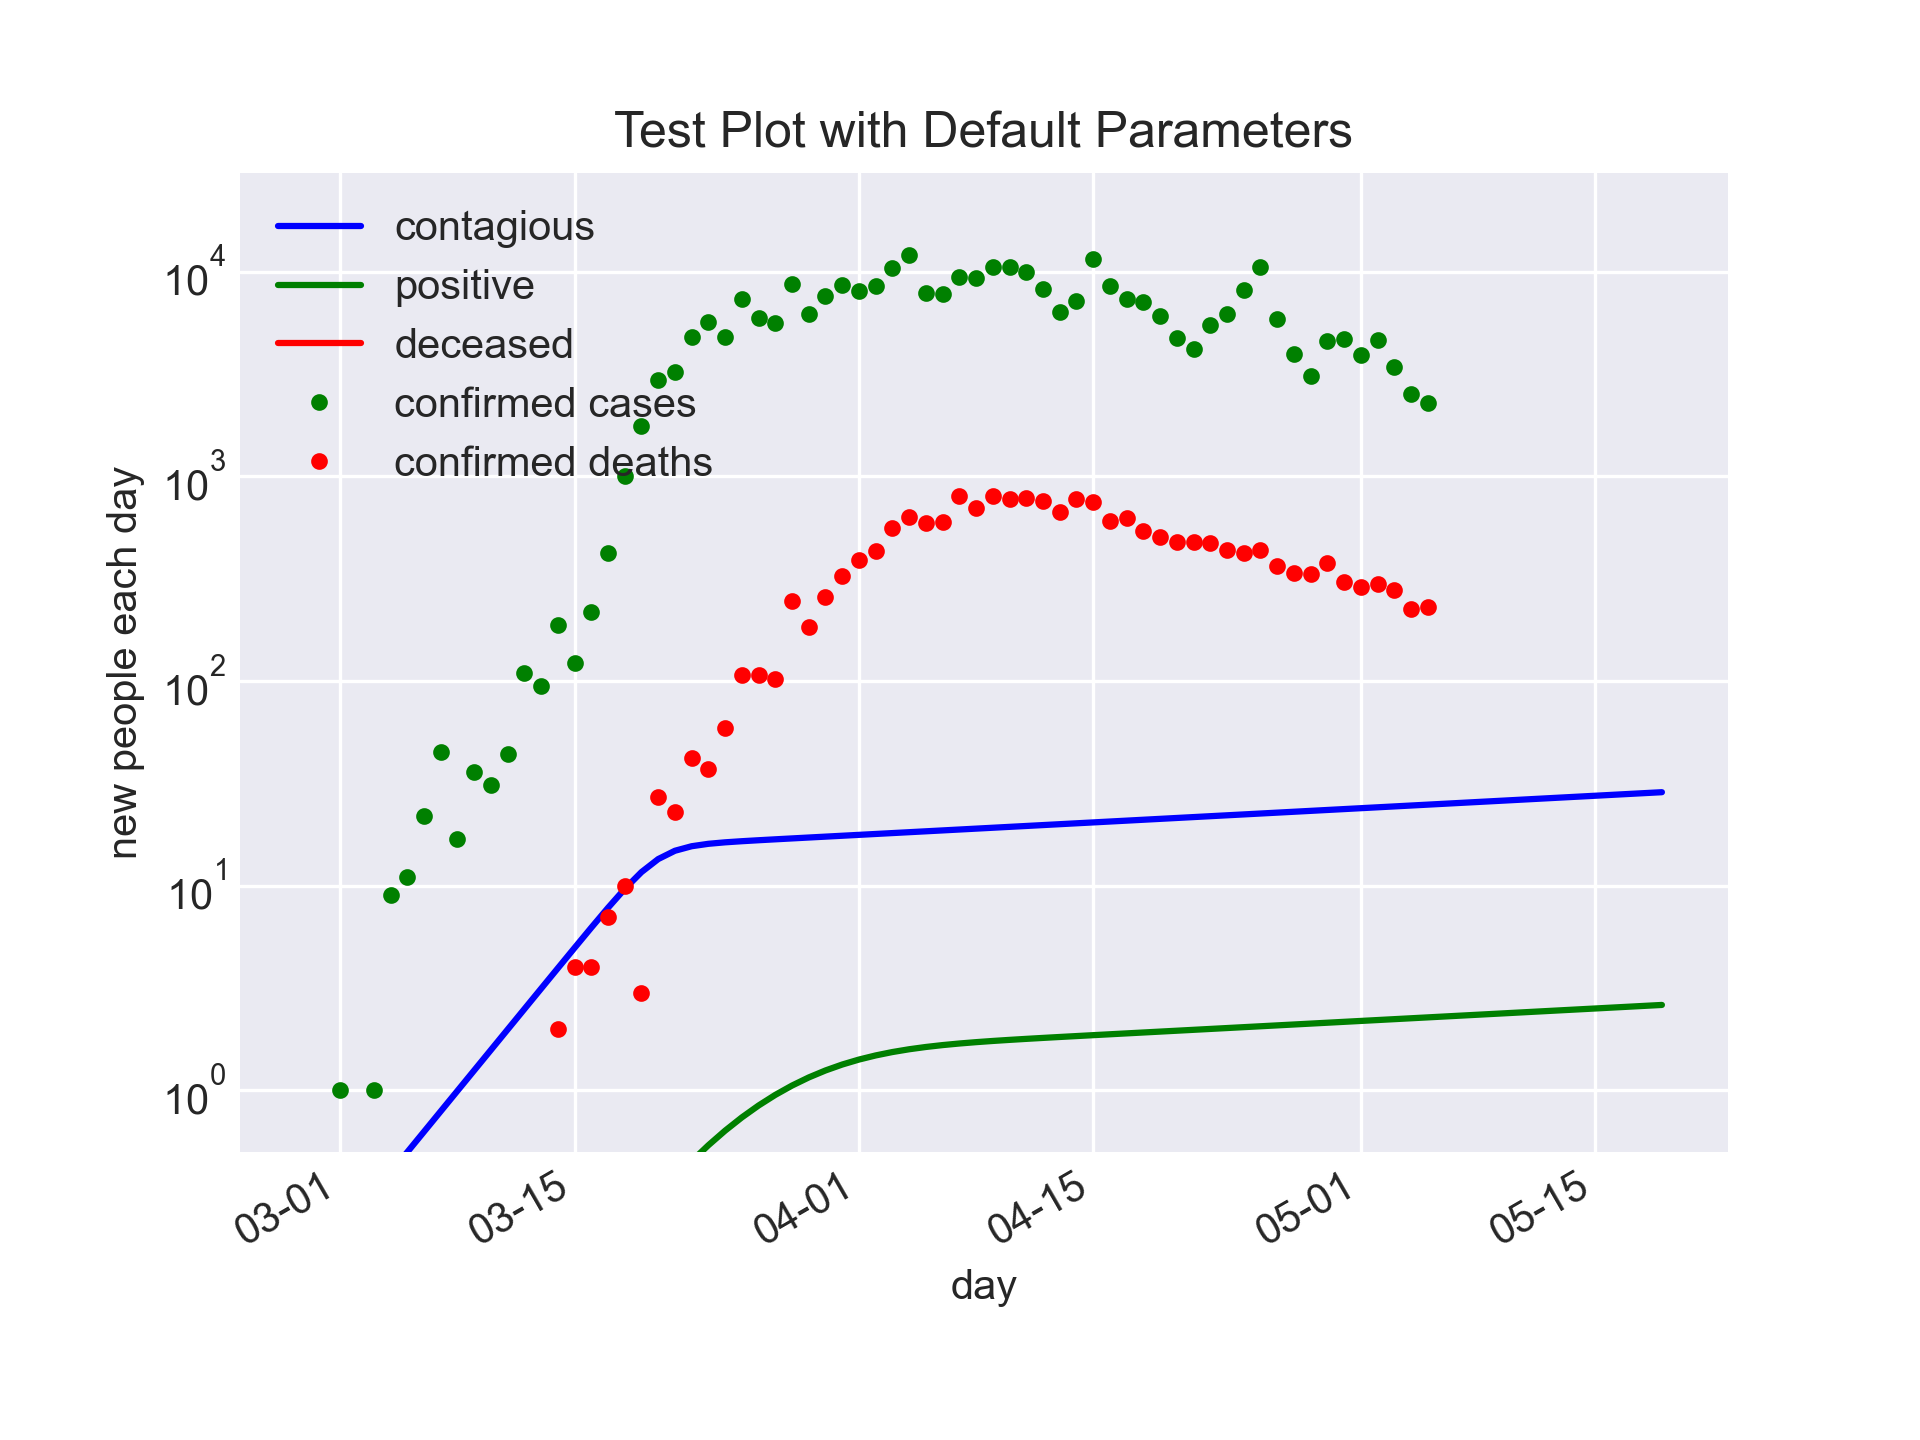 Test Plot with Default Parameters
contagious
positive
deceased
confirmed cases
confirmed deaths
new people each day
10^4
10^3
10^2
10^1
10^0
03-01
03-15
04-01
04-15
05-01
05-15
day